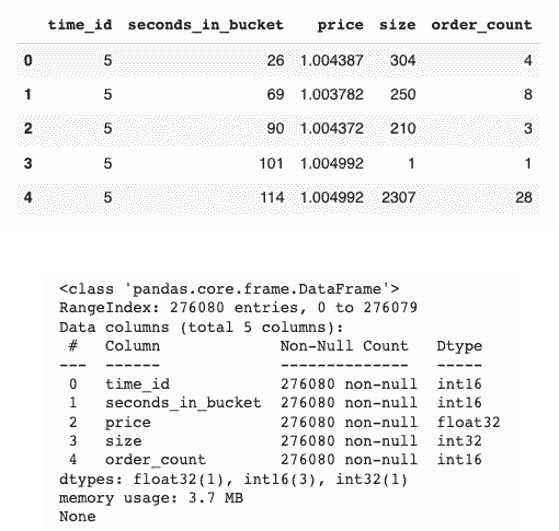 time_id seconds_in_bucket price size order_count
0 5 26 1.004387 304 4
1 5 69 1.003782 250 8
2 5 90 1.004372 210 3
3 5 101 1.004992 1 1
4 5 114 1.004992 2307 28
<class 'pandas.core.frame.DataFrame'>
RangeIndex: 276080 entries, 0 to 276079
Data columns (total 5 columns):
# Column Non-Null Count Dtype
--- ------ -------------- -----
0 time_id 276080 non-null int16
1 seconds_in_bucket 276080 non-null int16
2 price 276080 non-null float32
3 size 276080 non-null int32
4 order_count 276080 non-null int16
dtypes: float32(1), int16(3), int32(1)
memory usage: 3.7 MB
None